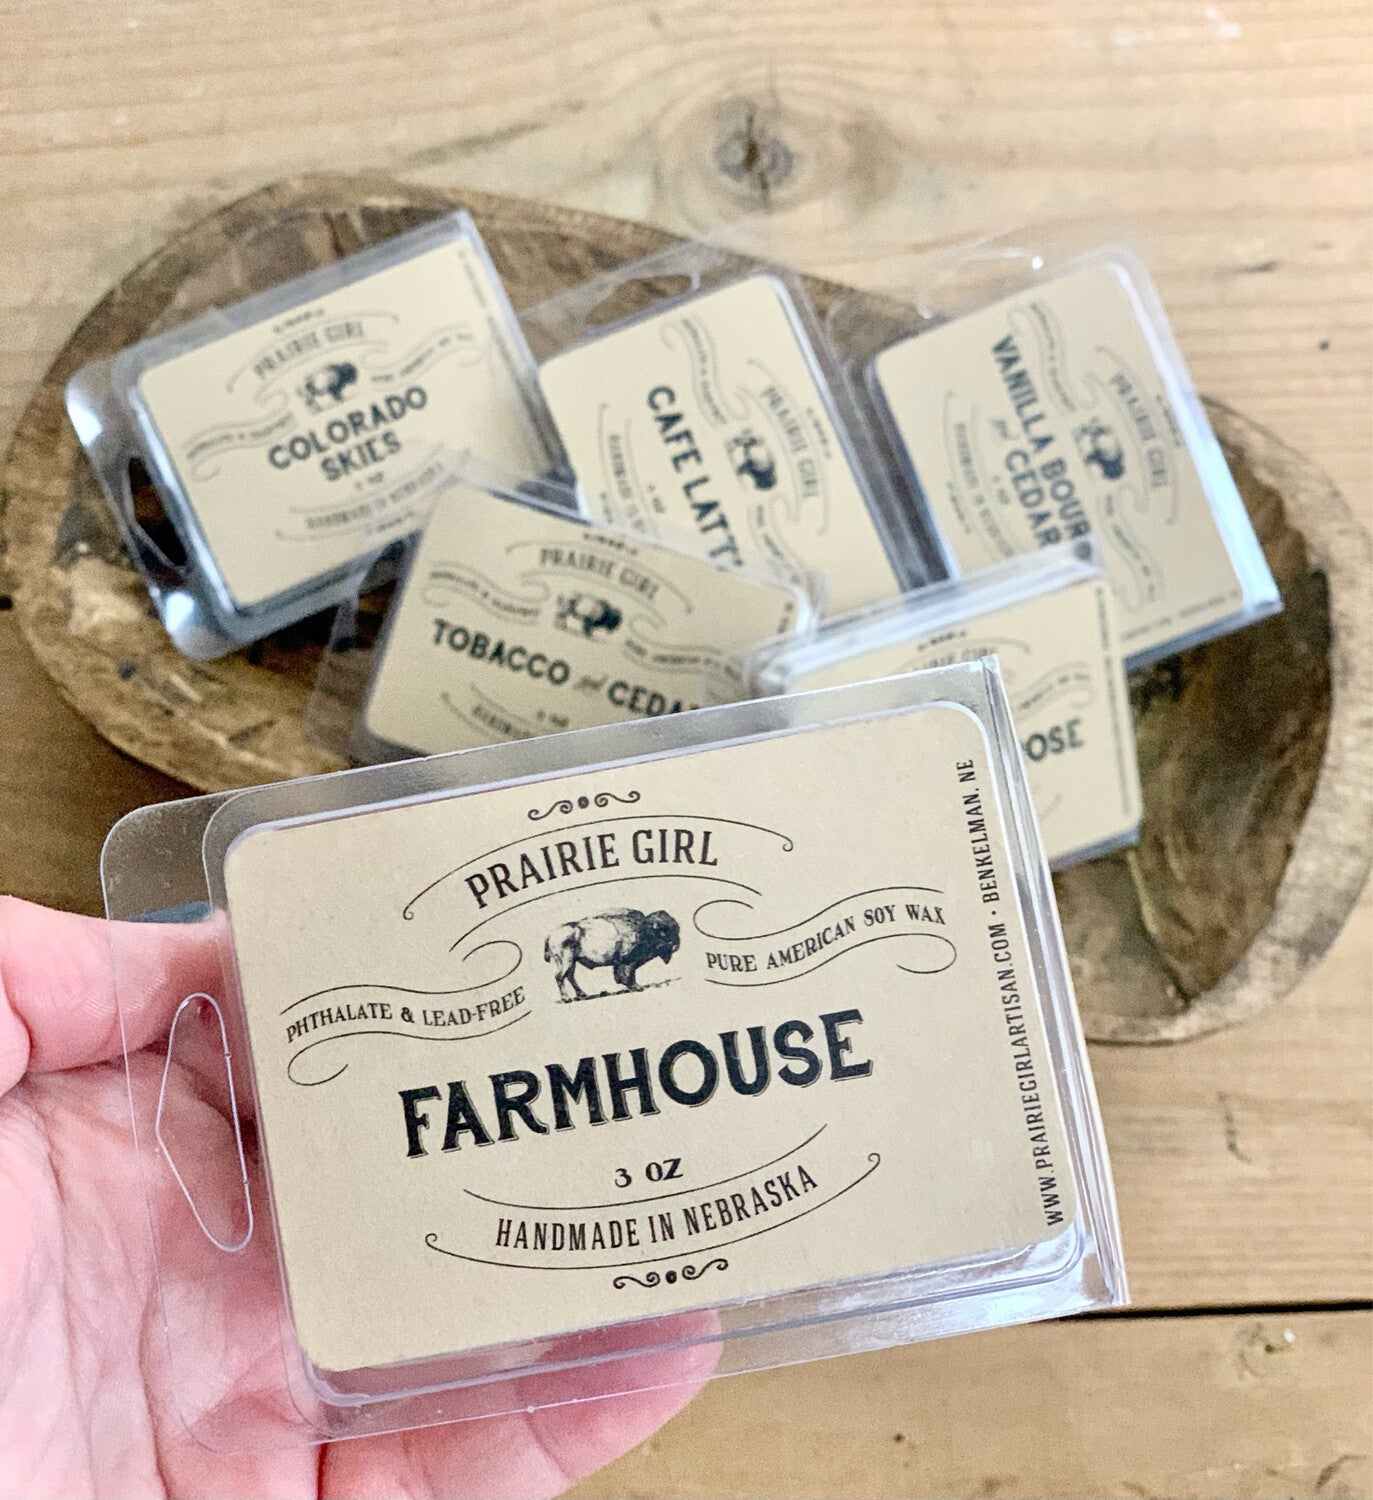 PRAIRIE GIRL
COLORADO
SKIES
PRAIRIE GIRL
CAFE LATT
PRAIRIE GIRL
VANILLA BOUR
CEDAR
PRAIRIE GIRL
TOBACCO and CEDA
OSE
PRAIRIE GIRL
PHTHALATE & LEAD-FREE
PURE AMERICAN SOY WAX
FARMHOUSE
3 OZ
HANDMADE IN NEBRASKA
WWW.PRAIRIEGIRLARTISAN.COM • BENKELMAN, NE